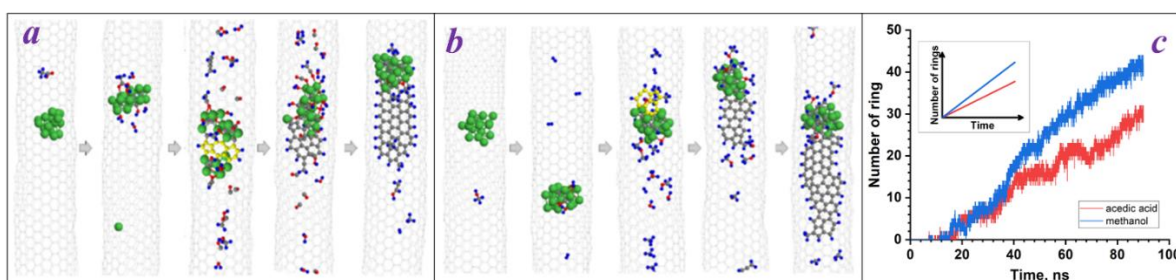 a
b
c
50
40
30
20
10
0
Number of ring
Number of rings
Time
acedic acid
methanol
0 20 40 60 80 100
Time, ns